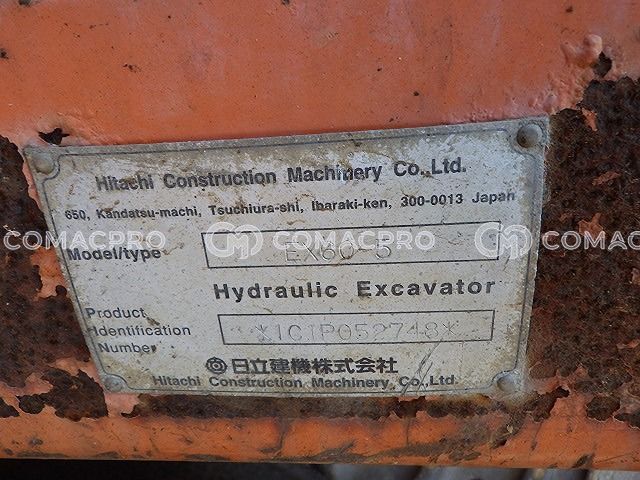 Hitachi Construction Machinery Co.,Ltd.
650, Kandatsu-machi, Tsuchiura-shi, Ibaraki-ken, 300-0013 Japan
COMACPRO COMACPRO
Model/type EX60-5
Hydraulic Excavator
Product
Identification
Number *1C1P052748*
日立建機株式会社
Hitachi Construction Machinery, Co., Ltd.